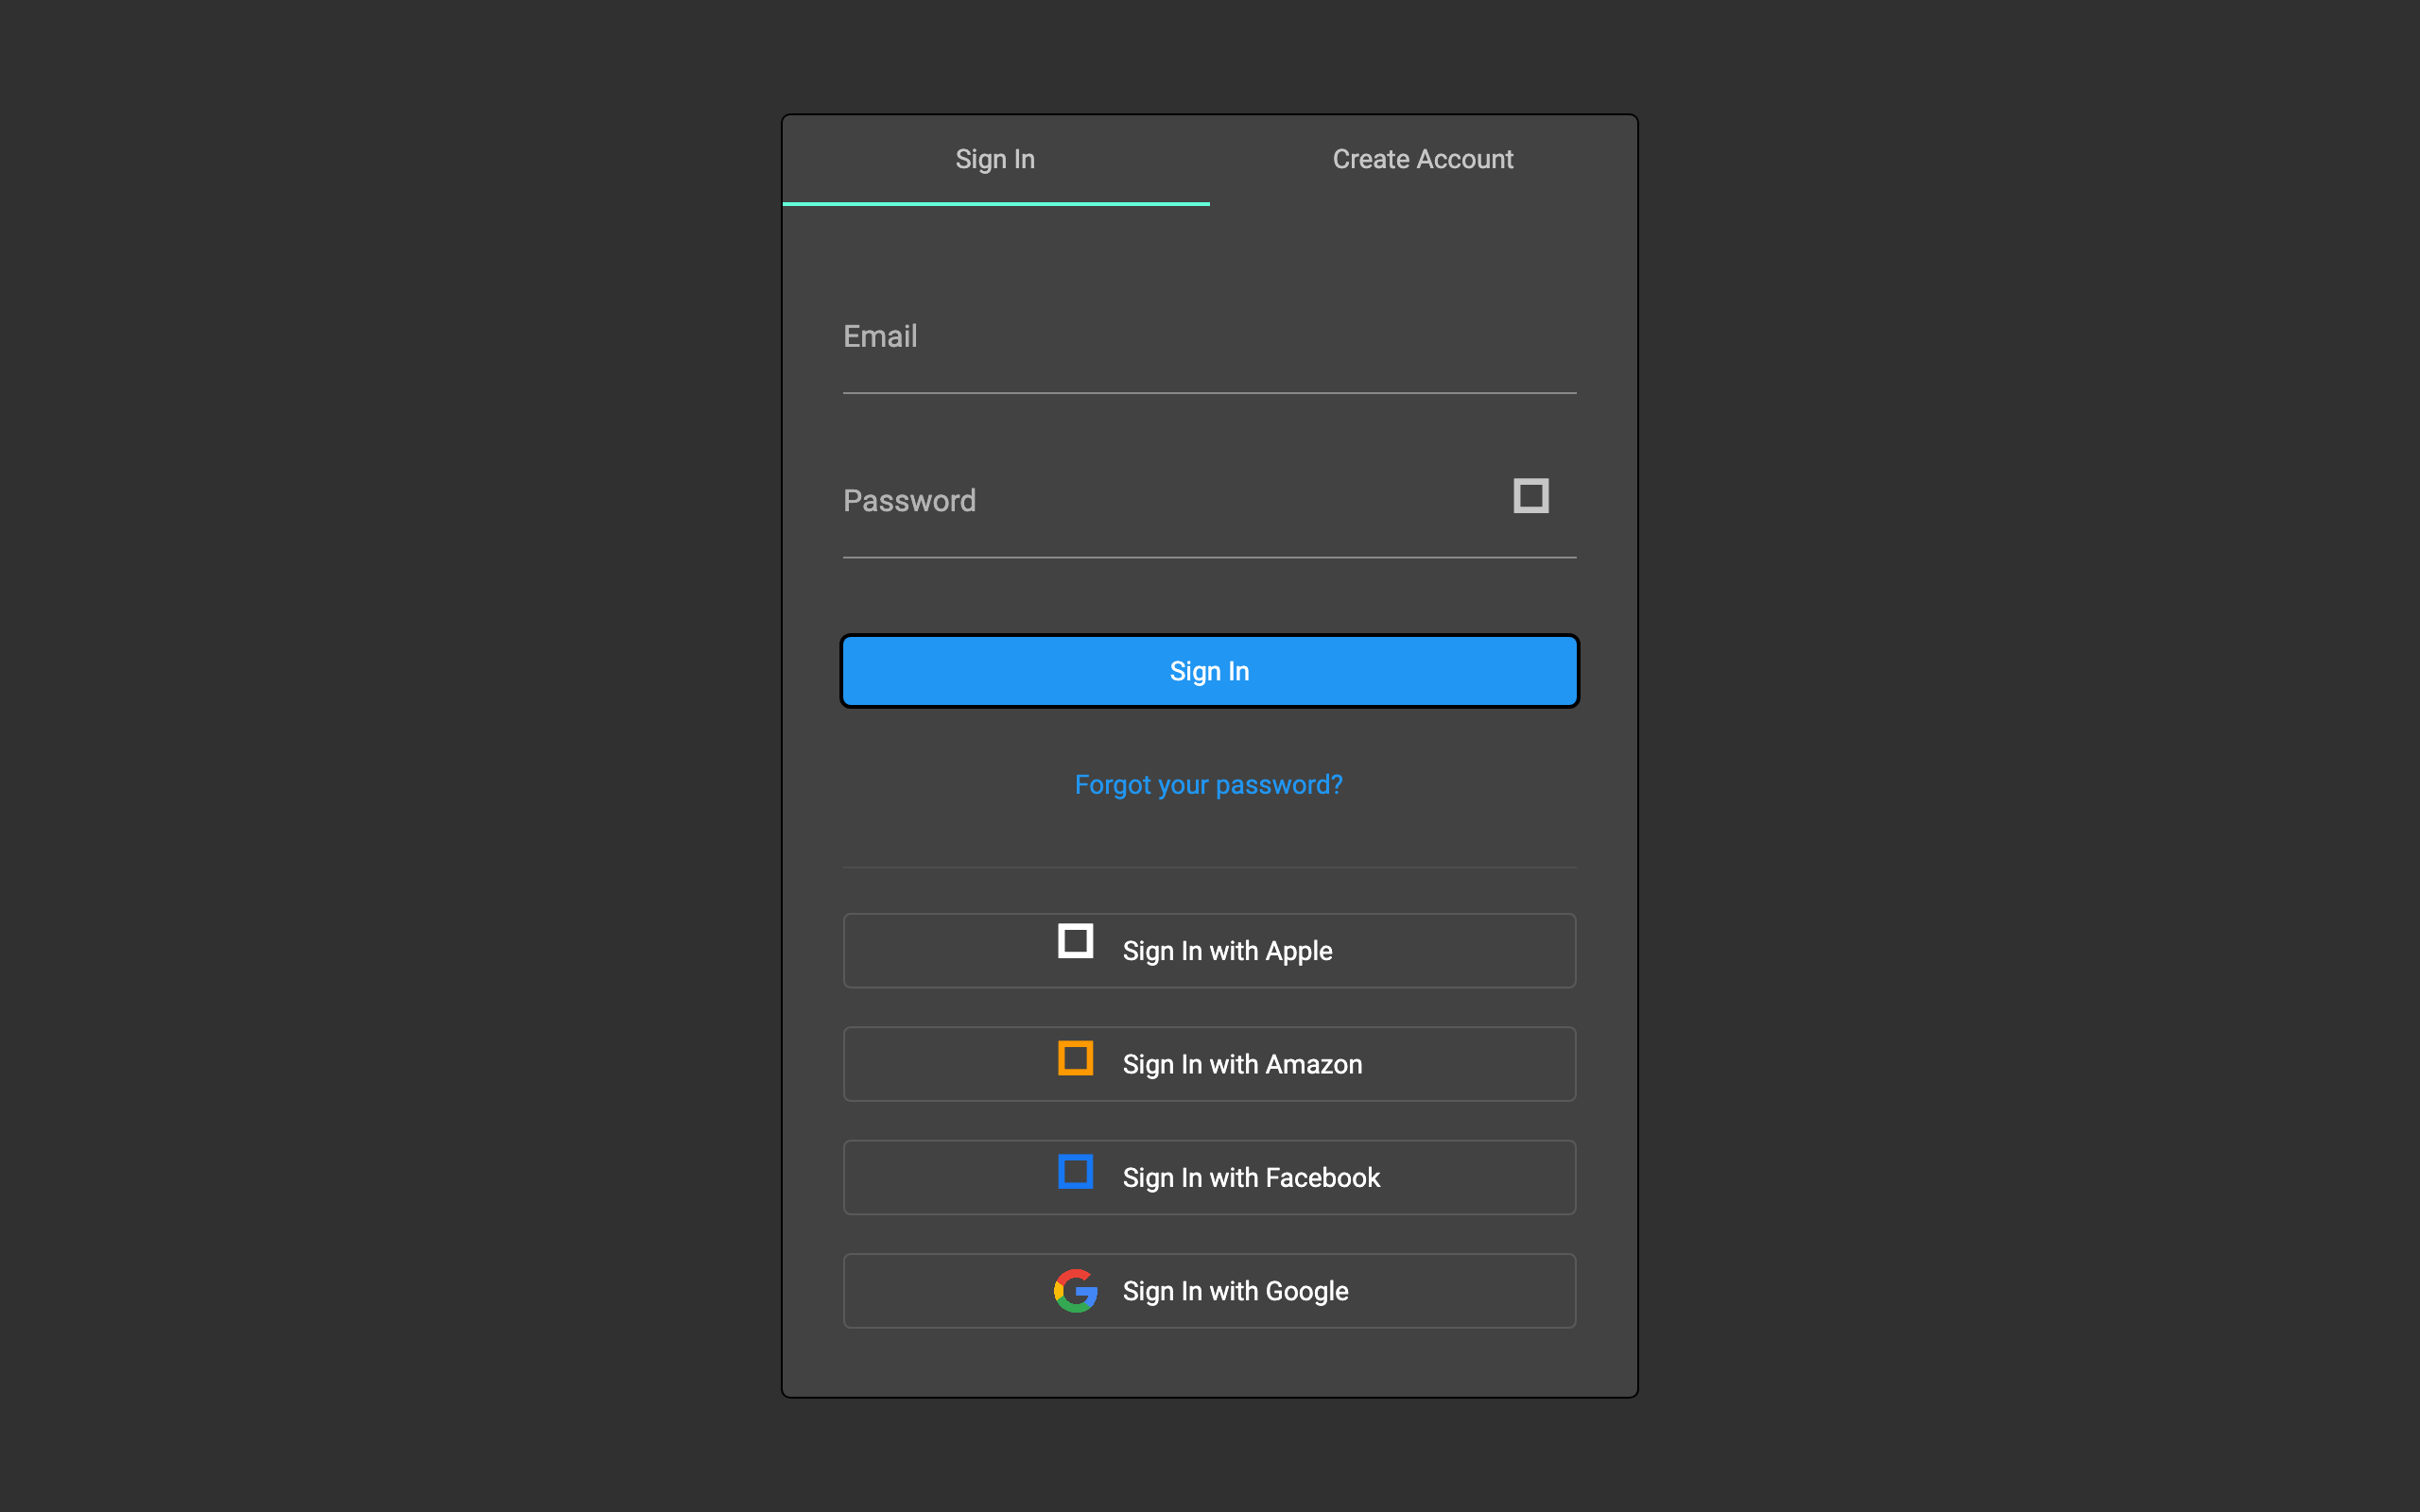 Sign In
Create Account
Email
Password
Sign In
Forgot your password?
Sign In with Apple
Sign In with Amazon
Sign In with Facebook
Sign In with Google